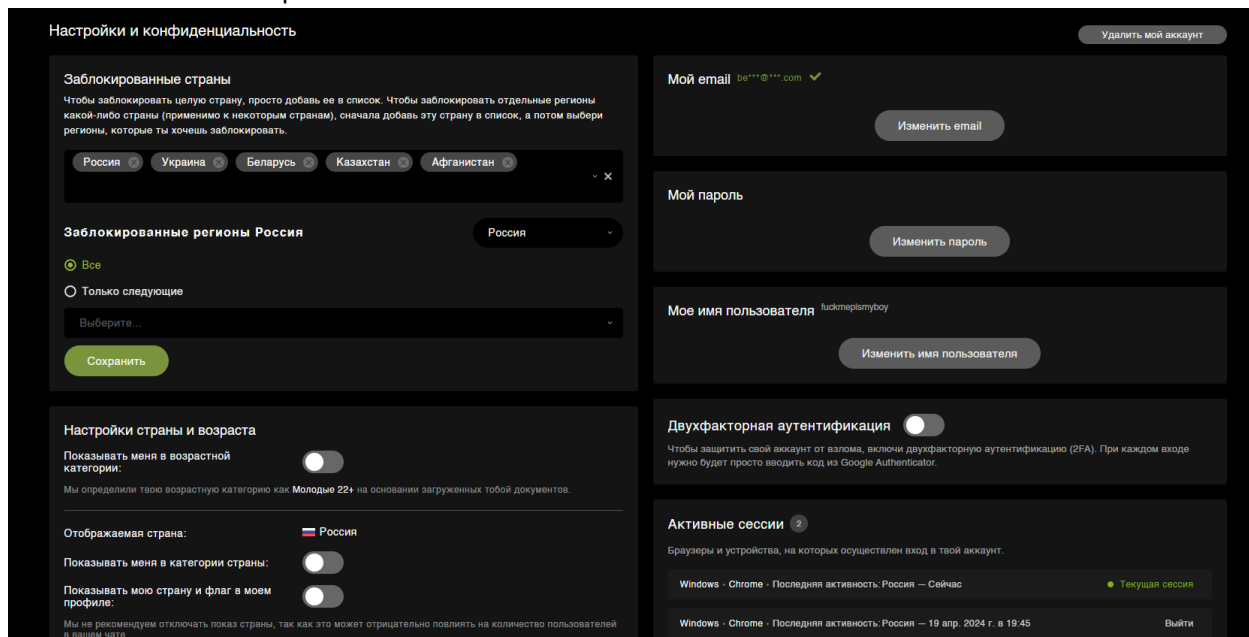 Настройки и конфиденциальность
Удалить мой аккаунт
Заблокированные страны
Чтобы заблокировать целую страну, просто добавь ее в список. Чтобы заблокировать отдельные регионы
какой-либо страны (применимо к некоторым странам), сначала добавь эту страну в список, а потом выбери
регионы, которые ты хочешь заблокировать.
Россия Украина Беларусь Казахстан Афганистан
Заблокированные регионы Россия
Россия
Все
Только следующие
Выберите...
Сохранить
Настройки страны и возраста
Показывать меня в возрастной
категории:
Мы определили твою возрастную категорию как Молодые 22+ на основании загруженных тобой документов.
Отображаемая страна:
Россия
Показывать меня в категории страны:
Показывать мою страну и флаг в моем
профиле:
Мы не рекомендуем отключать показ страны, так как это может отрицательно повлиять на количество пользователей
в вашем чате
Мой email be***@***.com
Изменить email
Мой пароль
Изменить пароль
Мое имя пользователя fuckmeplsmyboy
Изменить имя пользователя
Двухфакторная аутентификация
Чтобы защитить свой аккаунт от взлома, включи двухфакторную аутентификацию (2FA). При каждом входе
нужно будет просто вводить код из Google Authenticator.
Активные сессии 2
Браузеры и устройства, на которых осуществлен вход в твой аккаунт.
Windows - Chrome - Последняя активность: Россия — Сейчас
Текущая сессия
Windows - Chrome - Последняя активность: Россия — 19 апр. 2024 г. в 19:45
Выйти